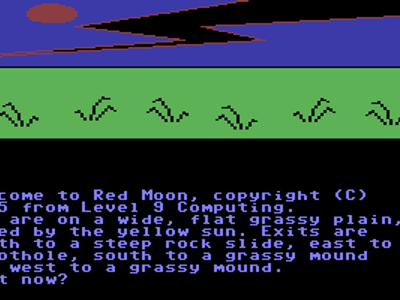 come to Red Moon, copyright (C)
5 from Level 9 Computing.
are on a wide, flat grassy plain,
ed by the yellow sun. Exits are
th to a steep rock slide, east to
othole, south to a grassy mound
west to a grassy mound.
t now?